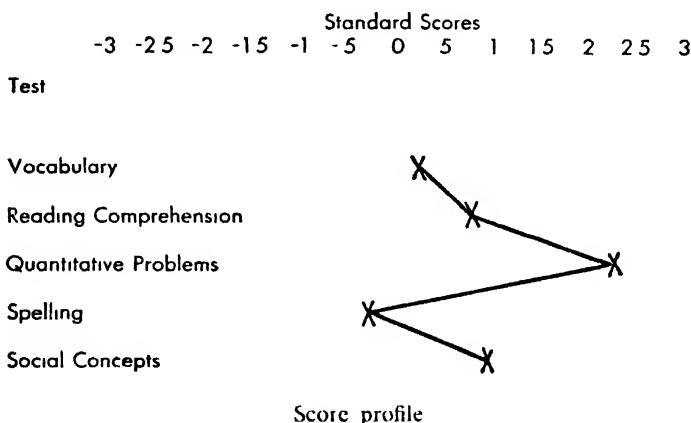 Standard Scores
-3 -2 5 -2 -1 5 -1 - 5 0 5 1 1 5 2 2 5 3
Test
Vocabulary
Reading Comprehension
Quantitative Problems
Spelling
Social Concepts
Score profile